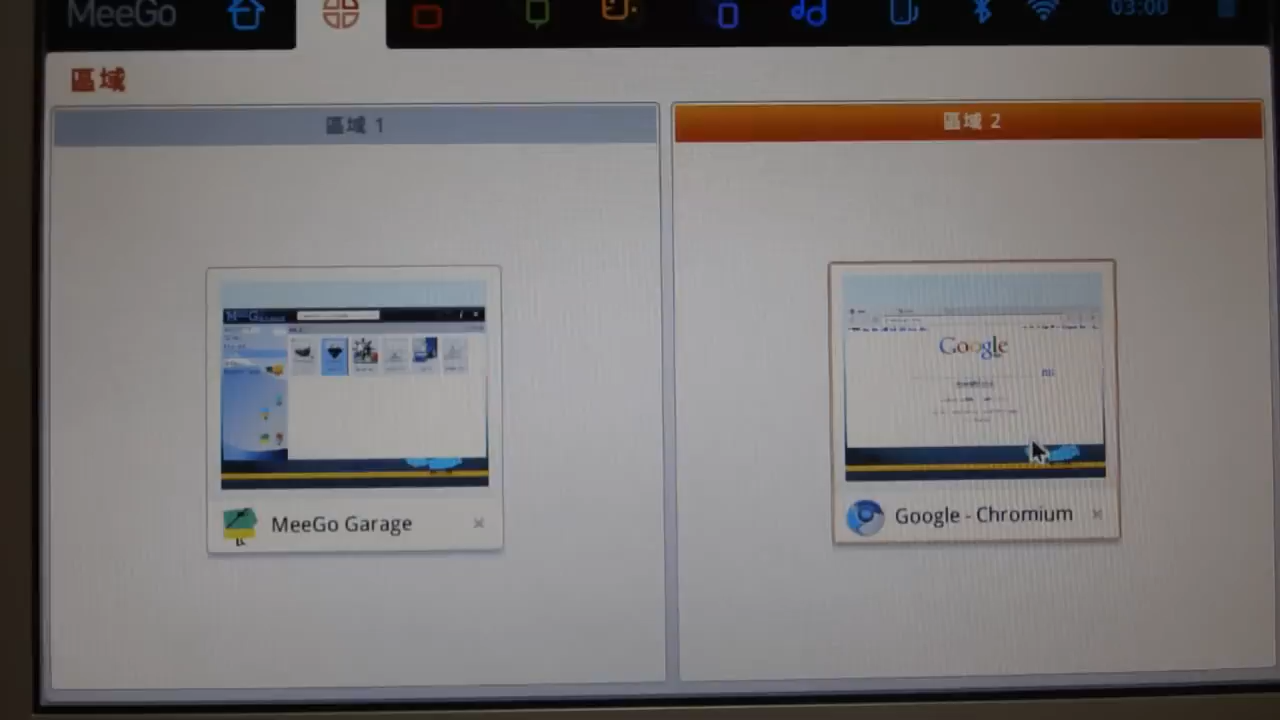 MeeGo 03:00
區域
區域 1
區域 2
Google
MeeGo Garage
Google - Chromium